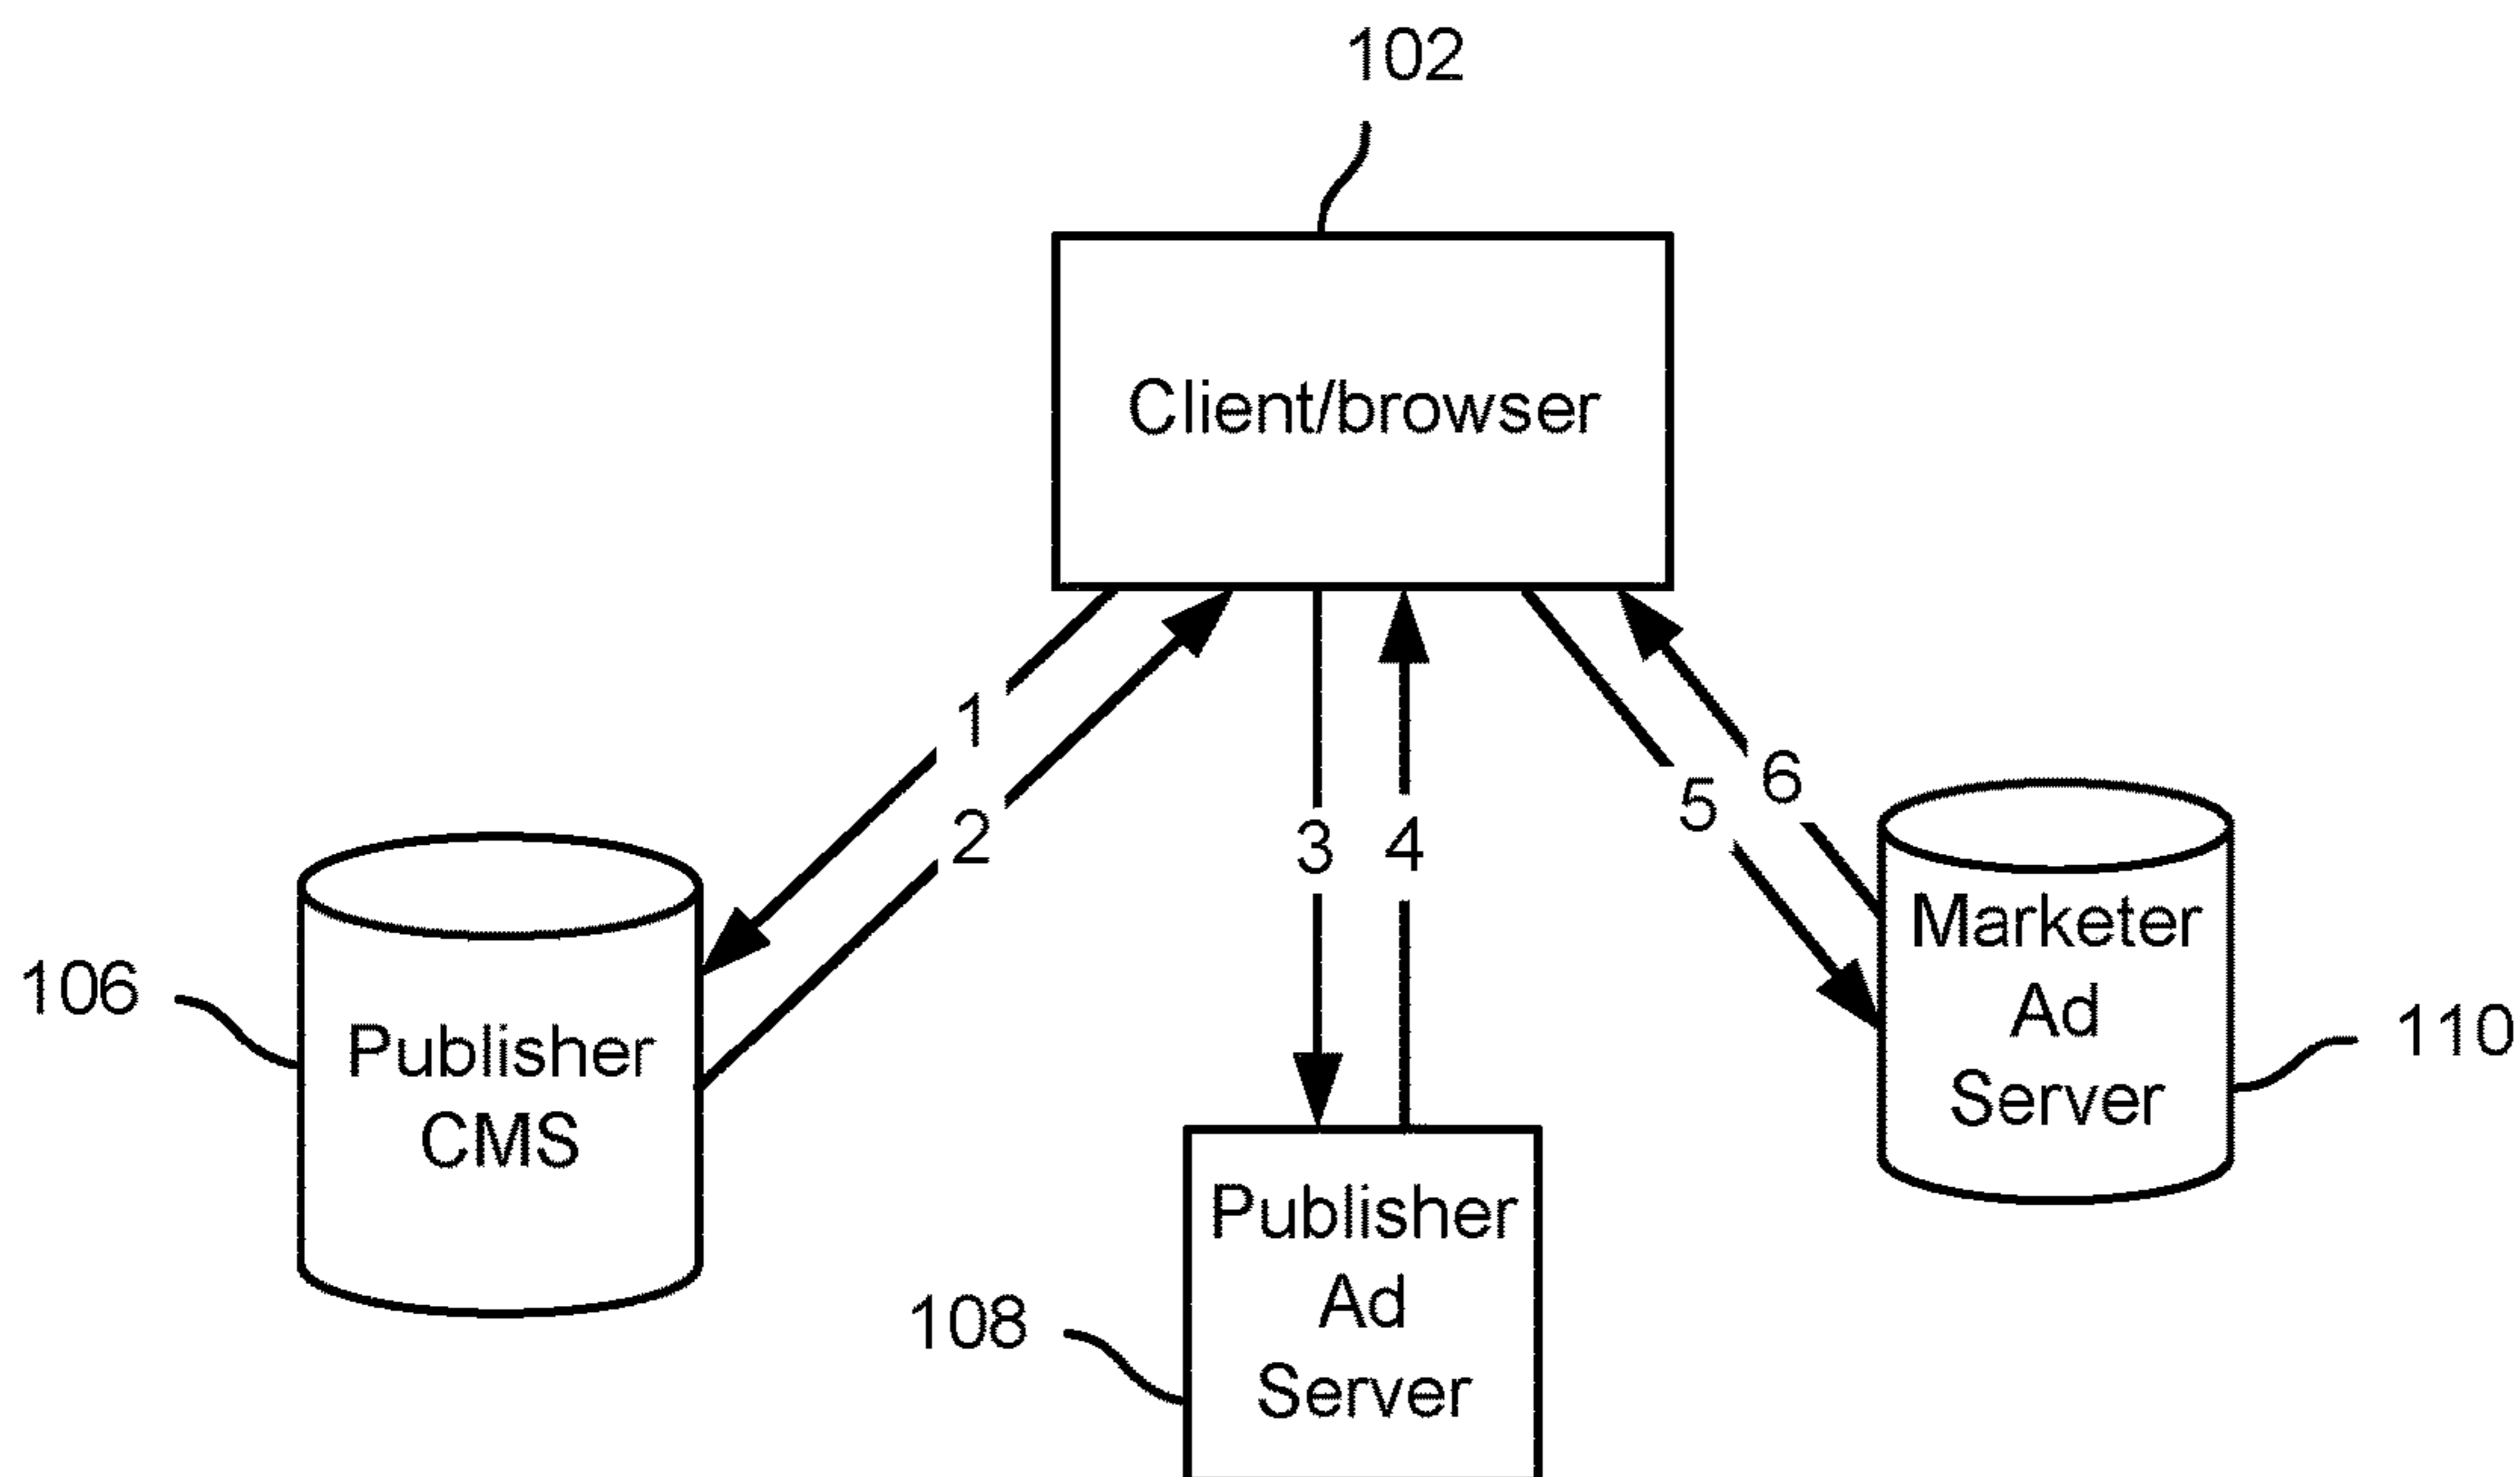 102
Client/browser
1
2
3
4
5
6
106
Publisher
CMS
Marketer
Ad
Server
110
108
Publisher
Ad
Server